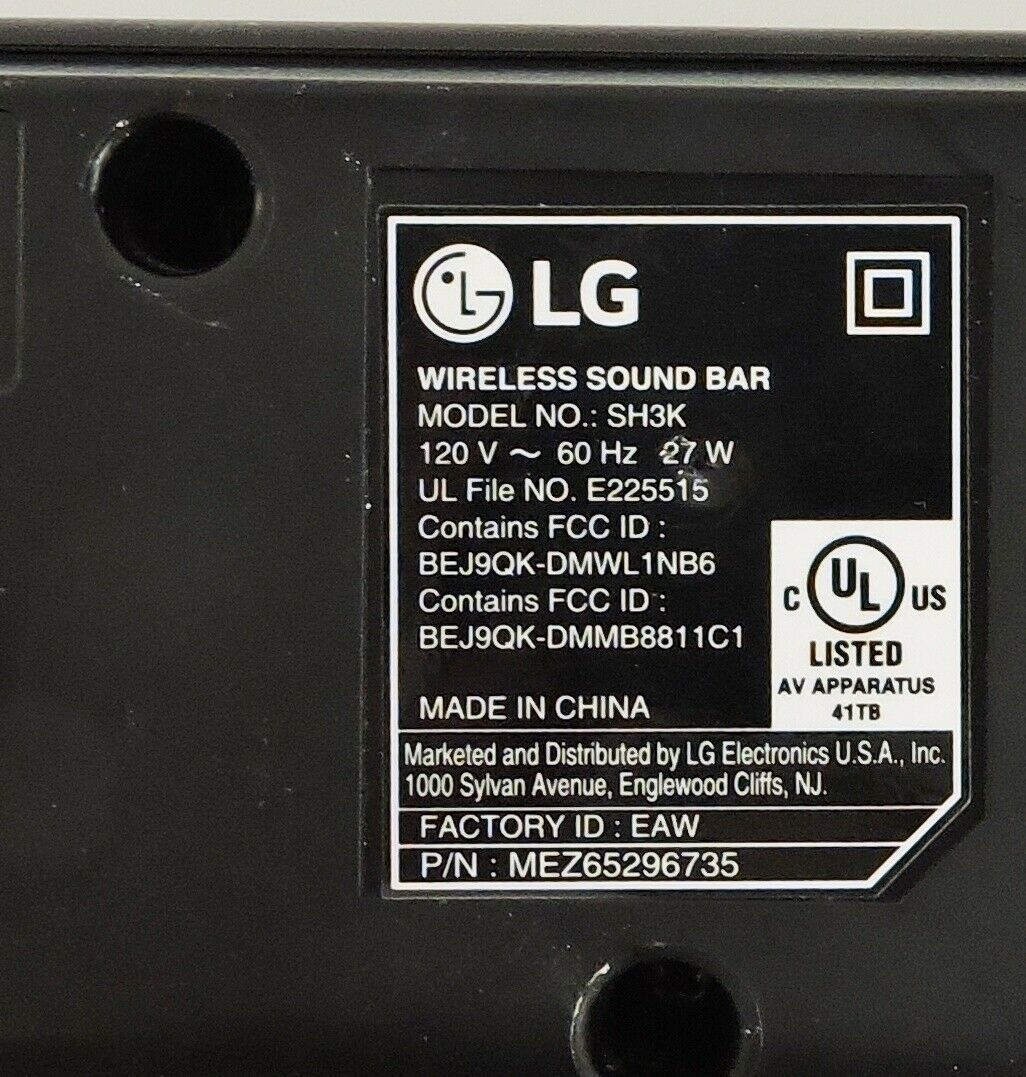 LG
WIRELESS SOUND BAR
MODEL NO.: SH3K
120 V ~ 60 Hz 27 W
UL File NO. E225515
Contains FCC ID :
BEJ9QK-DMWL1NB6
Contains FCC ID :
BEJ9QK-DMMB8811C1
MADE IN CHINA
C UL US
LISTED
AV APPARATUS
41TB
Marketed and Distributed by LG Electronics U.S.A., Inc.
1000 Sylvan Avenue, Englewood Cliffs, NJ.
FACTORY ID : EAW
P/N : MEZ65296735